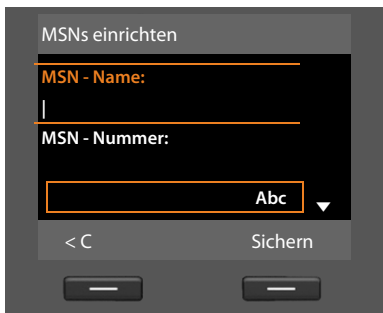 MSNs einrichten
MSN - Name:
MSN - Nummer:
Abc
< C Sichern